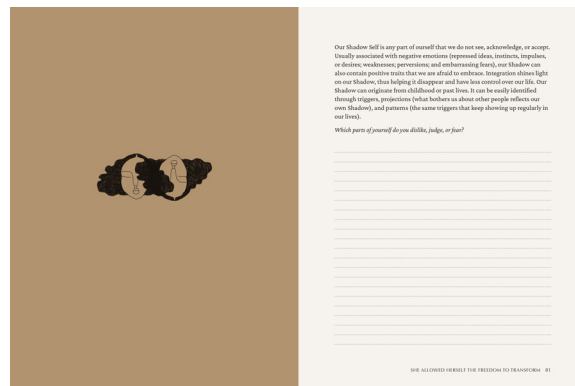 Our Shadow Self is any part of ourself that we do not see, acknowledge, or accept.
Usually associated with negative emotions (repressed ideas, instincts, impulses,
or desires; weaknesses; perversions; and embarrassing fears), our Shadow can
also contain positive traits that we are afraid to embrace. Integration shines light
on our Shadow, thus helping it disappear and have less control over our life. Our
Shadow can originate from childhood or past lives. It can be easily identified
through triggers, projections (what bothers us about other people reflects our
own Shadow), and patterns (the same triggers that keep showing up regularly in
our lives).
Which parts of yourself do you dislike, judge, or fear?
SHE ALLOWED HERSELF THE FREEDOM TO TRANSFORM 81